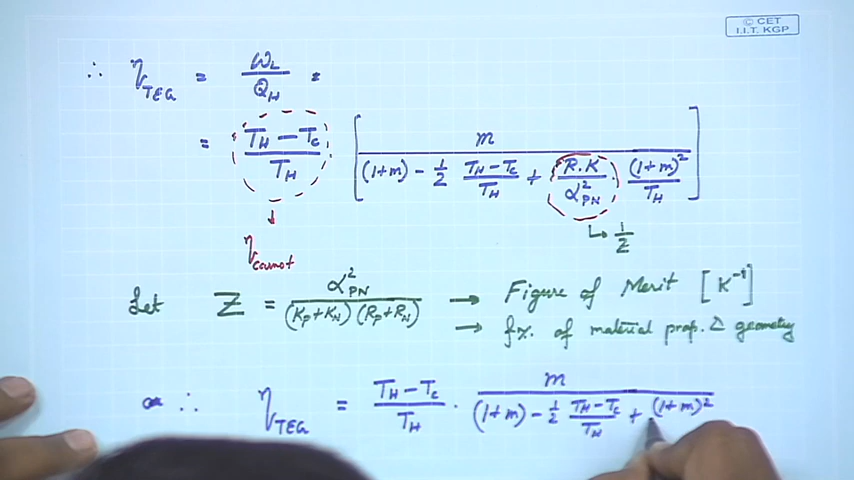 © CET
I.I.T. KGP
∴ η_TEG = W_L / Q_H =
= (T_H − T_C) / T_H [ m / ((1+m) − 1/2 (T_H − T_C)/T_H + R.K/α²_PN · (1+m)²/T_H) ]
↳ 1/Z
η_carnot
Let Z = α²_PN / ((K_P+K_N) (R_P+R_N)) → Figure of Merit [K⁻¹]
→ fx. of material prop. & geometry
∴ η_TEG = (T_H − T_C) / T_H · m / ((1+m) − 1/2 (T_H − T_C)/T_H + (1+m)²